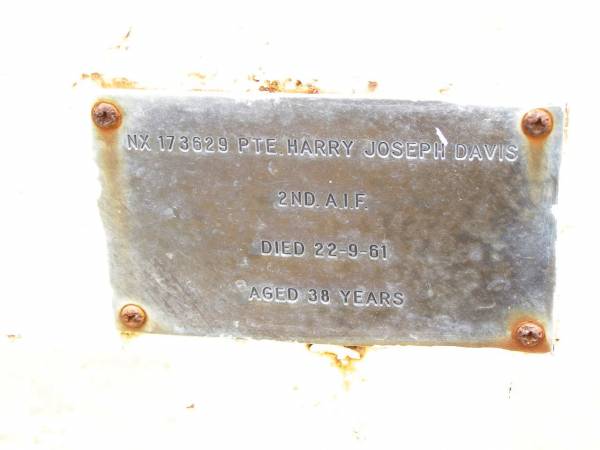 NX 173629 PTE. HARRY JOSEPH DAVIS
2ND. A.I.F.
DIED 22-9-61
AGED 38 YEARS